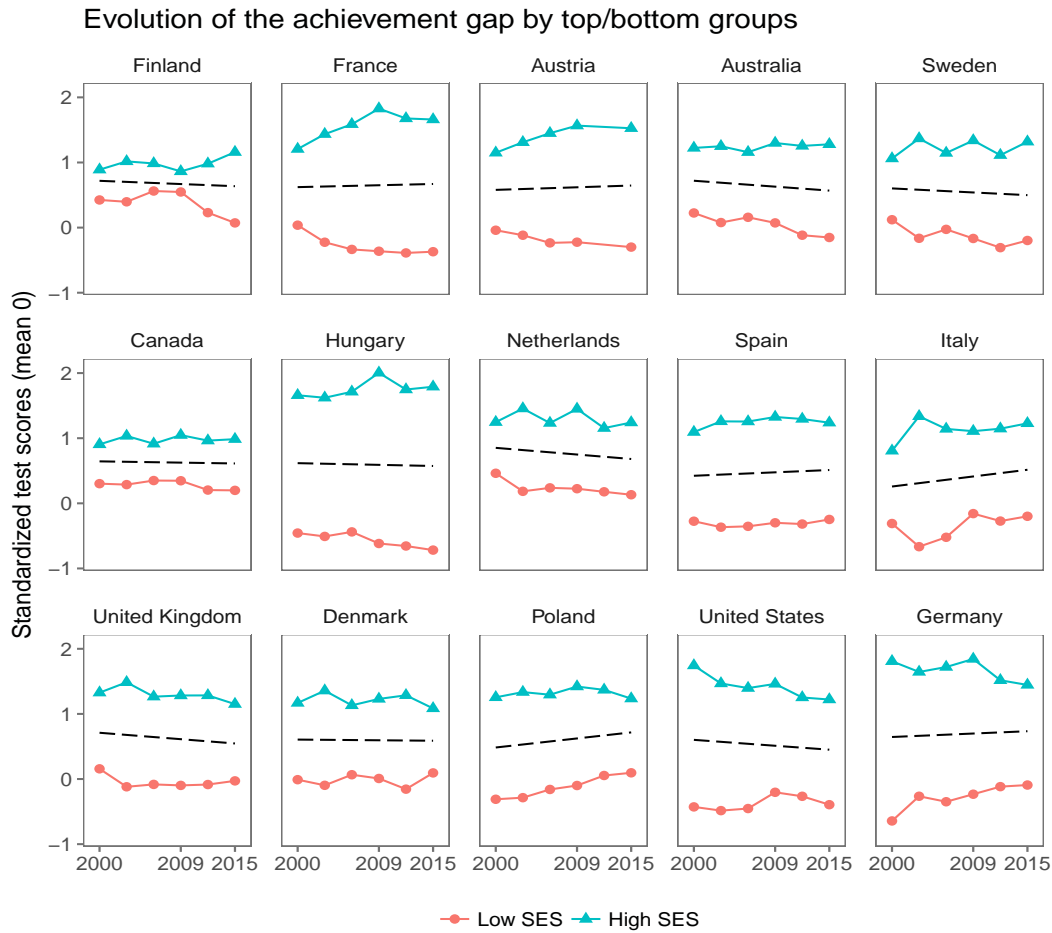 Evolution of the achievement gap by top/bottom groups
Finland France Austria Australia Sweden
2
1
0
−1
Canada Hungary Netherlands Spain Italy
2
1
0
−1
United Kingdom Denmark Poland United States Germany
2
1
0
−1
2000 2009 2015 2000 2009 2015 2000 2009 2015 2000 2009 2015 2000 2009 2015
Standardized test scores (mean 0)
Low SES High SES